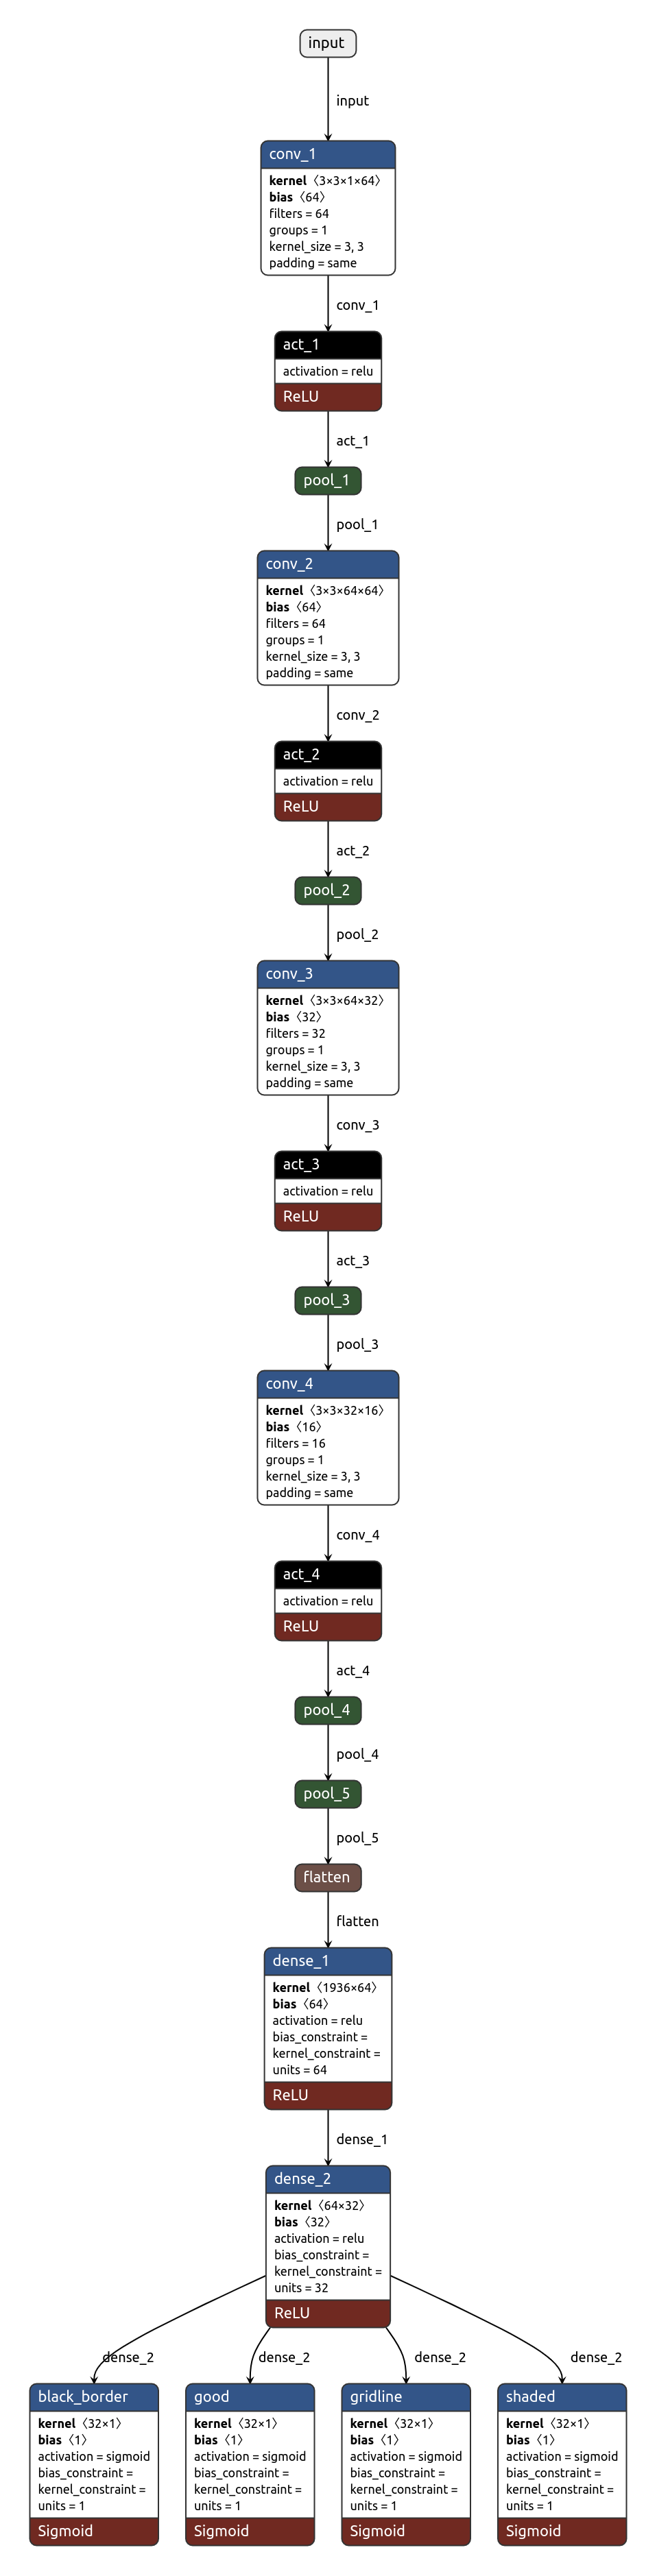 input
input
conv_1
kernel 〈3×3×1×64〉
bias 〈64〉
filters = 64
groups = 1
kernel_size = 3, 3
padding = same
conv_1
act_1
activation = relu
ReLU
act_1
pool_1
pool_1
conv_2
kernel 〈3×3×64×64〉
bias 〈64〉
filters = 64
groups = 1
kernel_size = 3, 3
padding = same
conv_2
act_2
activation = relu
ReLU
act_2
pool_2
pool_2
conv_3
kernel 〈3×3×64×32〉
bias 〈32〉
filters = 32
groups = 1
kernel_size = 3, 3
padding = same
conv_3
act_3
activation = relu
ReLU
act_3
pool_3
pool_3
conv_4
kernel 〈3×3×32×16〉
bias 〈16〉
filters = 16
groups = 1
kernel_size = 3, 3
padding = same
conv_4
act_4
activation = relu
ReLU
act_4
pool_4
pool_4
pool_5
pool_5
flatten
flatten
dense_1
kernel 〈1936×64〉
bias 〈64〉
activation = relu
bias_constraint =
kernel_constraint =
units = 64
ReLU
dense_1
dense_2
kernel 〈64×32〉
bias 〈32〉
activation = relu
bias_constraint =
kernel_constraint =
units = 32
ReLU
dense_2
dense_2
dense_2
dense_2
black_border
kernel 〈32×1〉
bias 〈1〉
activation = sigmoid
bias_constraint =
kernel_constraint =
units = 1
Sigmoid
good
kernel 〈32×1〉
bias 〈1〉
activation = sigmoid
bias_constraint =
kernel_constraint =
units = 1
Sigmoid
gridline
kernel 〈32×1〉
bias 〈1〉
activation = sigmoid
bias_constraint =
kernel_constraint =
units = 1
Sigmoid
shaded
kernel 〈32×1〉
bias 〈1〉
activation = sigmoid
bias_constraint =
kernel_constraint =
units = 1
Sigmoid